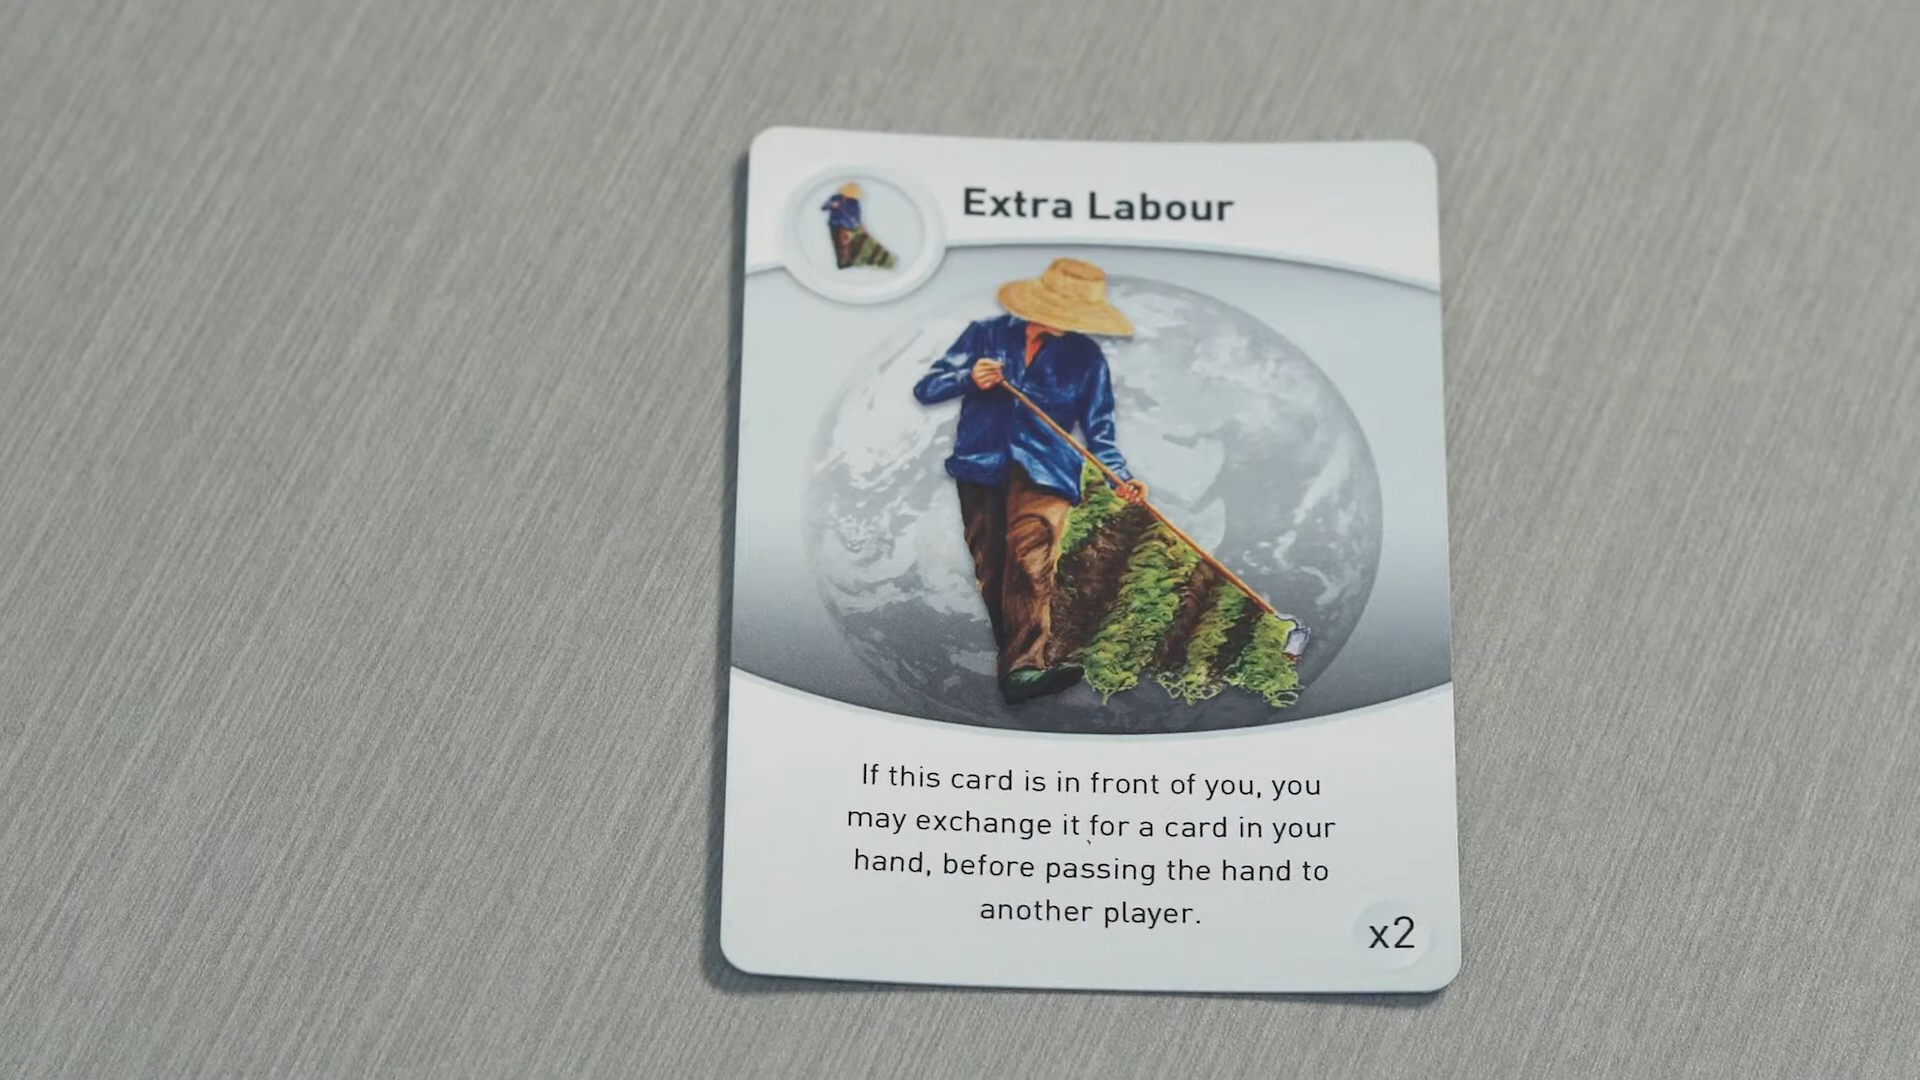 Extra Labour
If this card is in front of you, you
may exchange it for a card in your
hand, before passing the hand to
another player.
x2